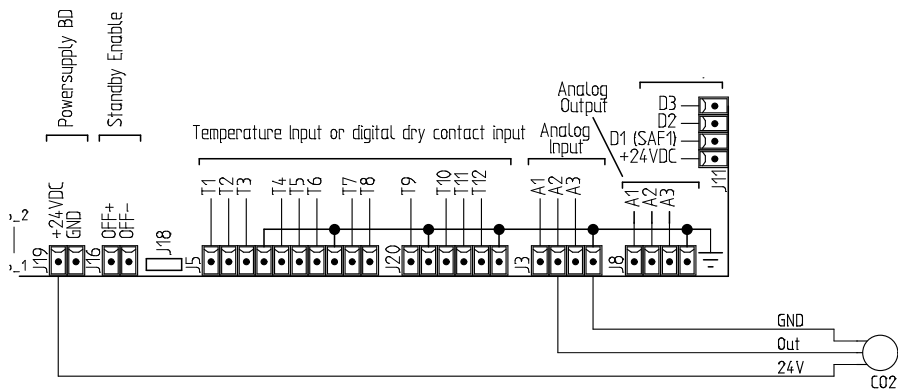 Powersupply BD
Standby Enable
Temperature Input or digital dry contact input
Analog
Input
Analog
Output
D3
D2
D1 (SAF1)
+24VDC
J11
+24VDC
GND
OFF+
OFF-
T1
T2
T3
T4
T5
T6
T7
T8
T9
T10
T11
T12
A1
A2
A3
A1
A2
A3
_2
_1
J19
J16
J18
J5
J20
J3
J8
GND
Out
24V
CO2